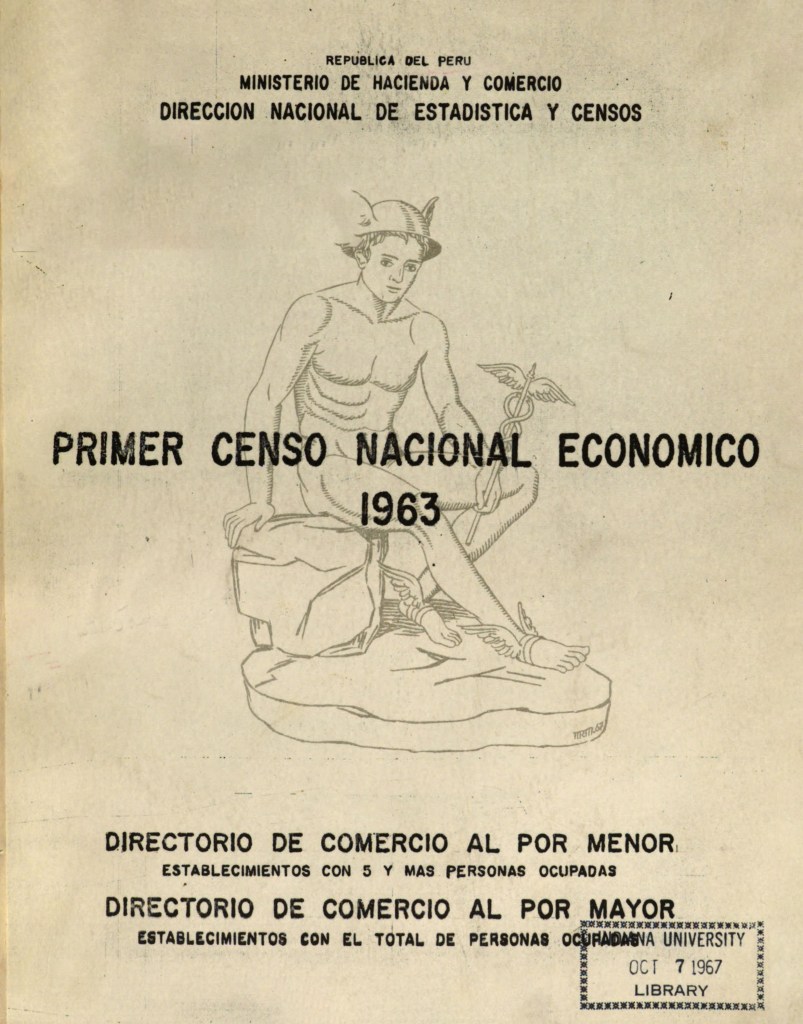 REPUBLICA DEL PERU
MINISTERIO DE HACIENDA Y COMERCIO
DIRECCION NACIONAL DE ESTADISTICA Y CENSOS
PRIMER CENSO NACIONAL ECONOMICO
1963
DIRECTORIO DE COMERCIO AL POR MENOR
ESTABLECIMIENTOS CON 5 Y MAS PERSONAS OCUPADAS
DIRECTORIO DE COMERCIO AL POR MAYOR
ESTABLECIMIENTOS CON EL TOTAL DE PERSONAS OCUPADAS
UNIVERSITY
OCT 7 1967
LIBRARY